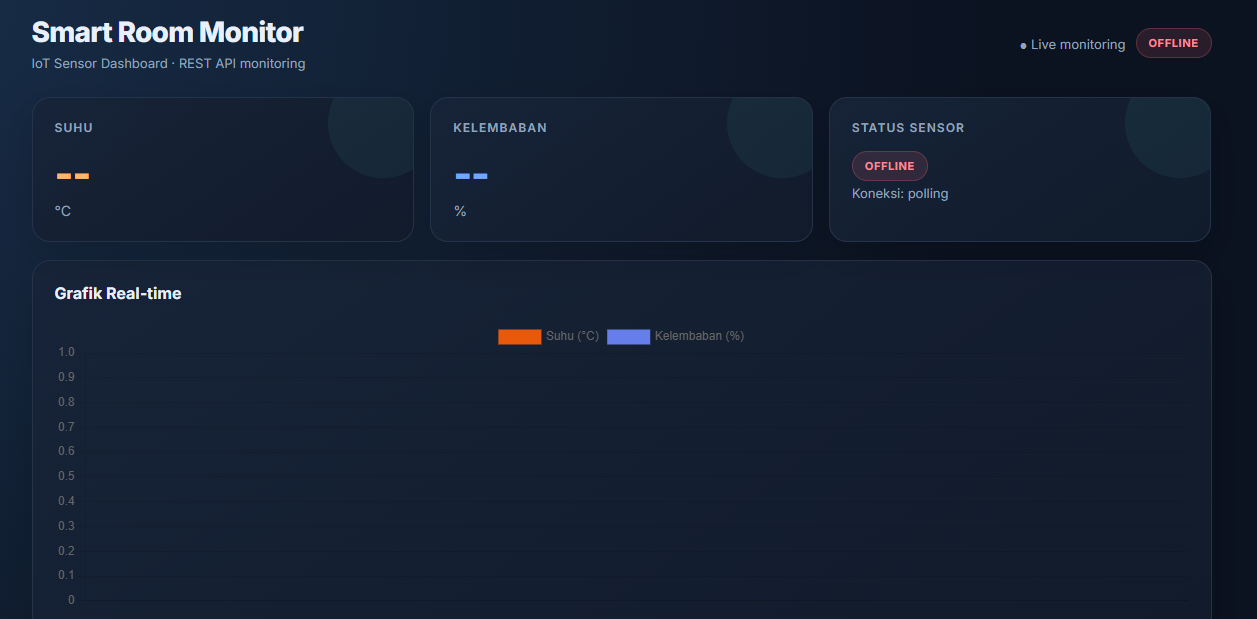 Smart Room Monitor
IoT Sensor Dashboard · REST API monitoring
● Live monitoring OFFLINE
SUHU
--
°C
KELEMBABAN
--
%
STATUS SENSOR
OFFLINE
Koneksi: polling
Grafik Real-time
Suhu (°C) Kelembaban (%)
1.0
0.9
0.8
0.7
0.6
0.5
0.4
0.3
0.2
0.1
0